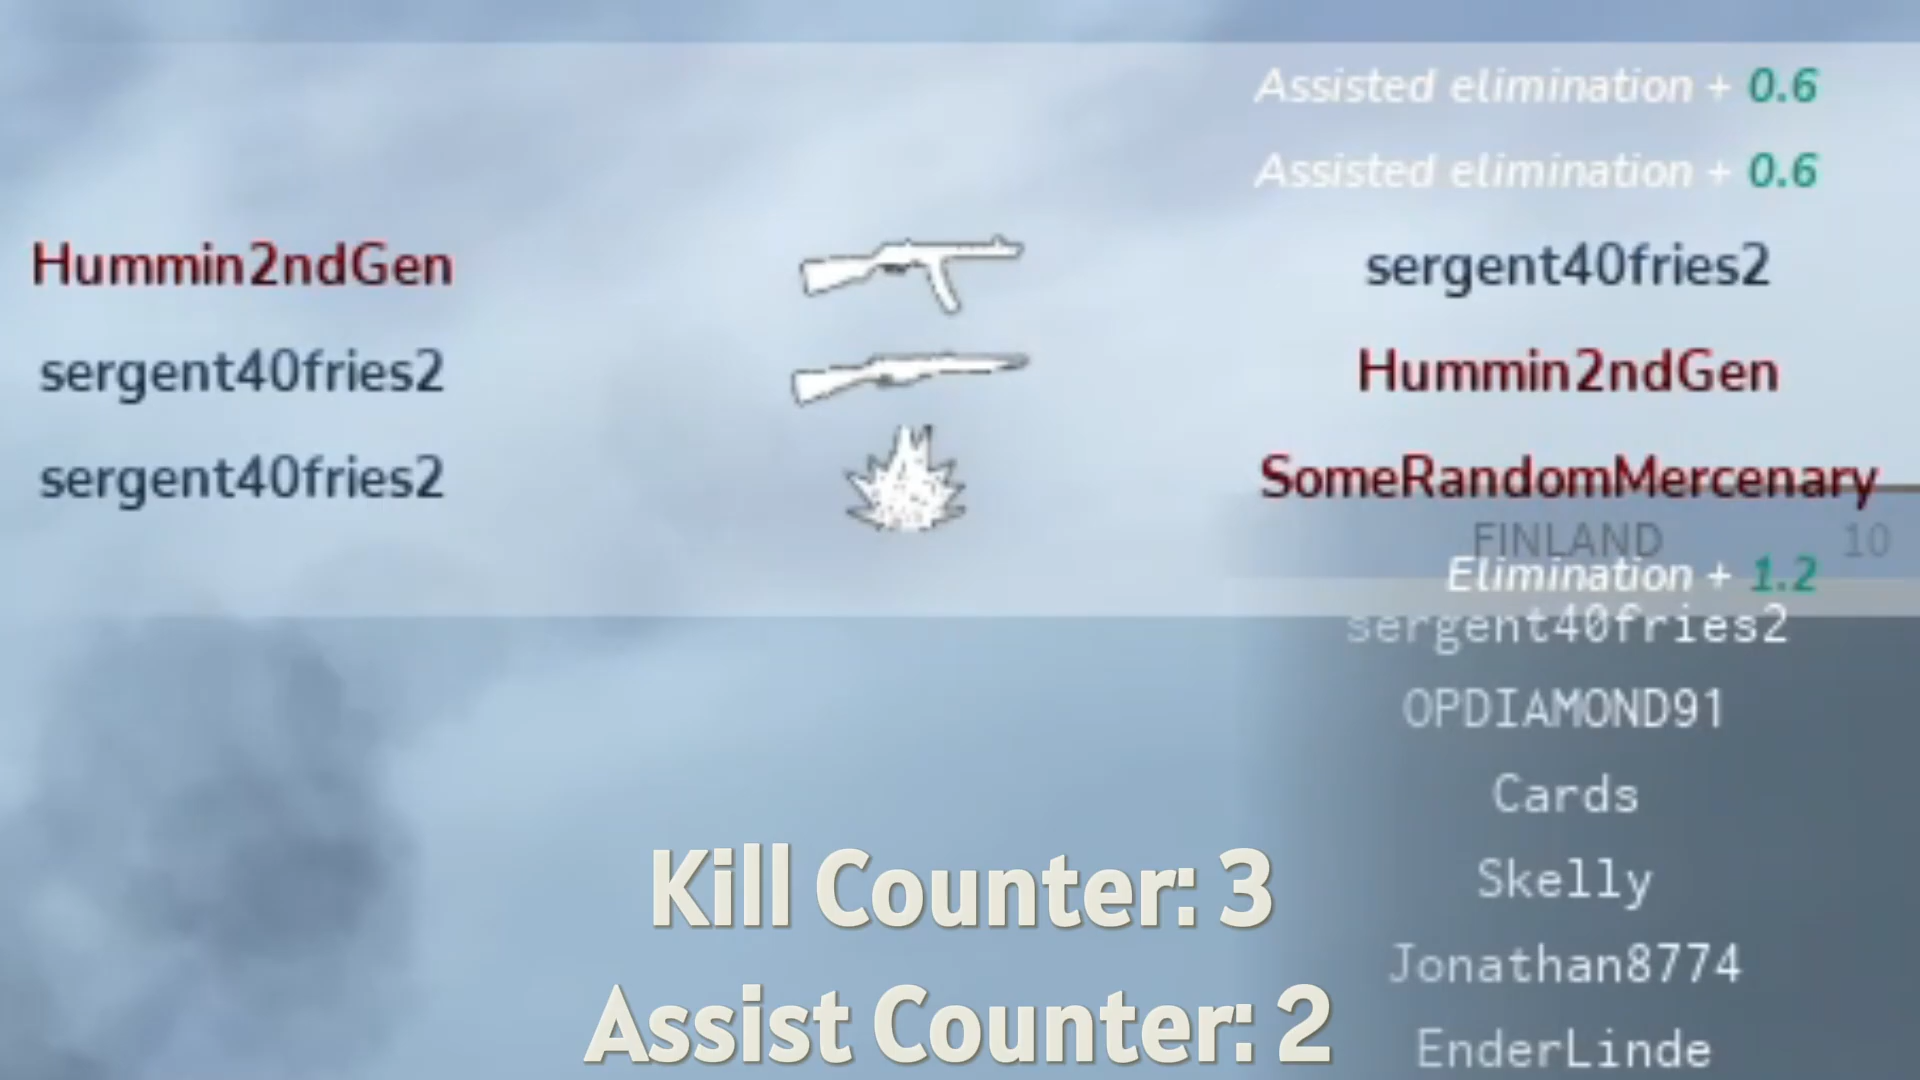 Assisted elimination + 0.6
Assisted elimination + 0.6
Hummin2ndGen sergent40fries2
sergent40fries2 Hummin2ndGen
sergent40fries2 SomeRandomMercenary
FINLAND 10
Elimination + 1.2
sergent40fries2
OPDIAMOND91
Cards
Kill Counter: 3
Skelly
Jonathan8774
Assist Counter: 2
EnderLinde